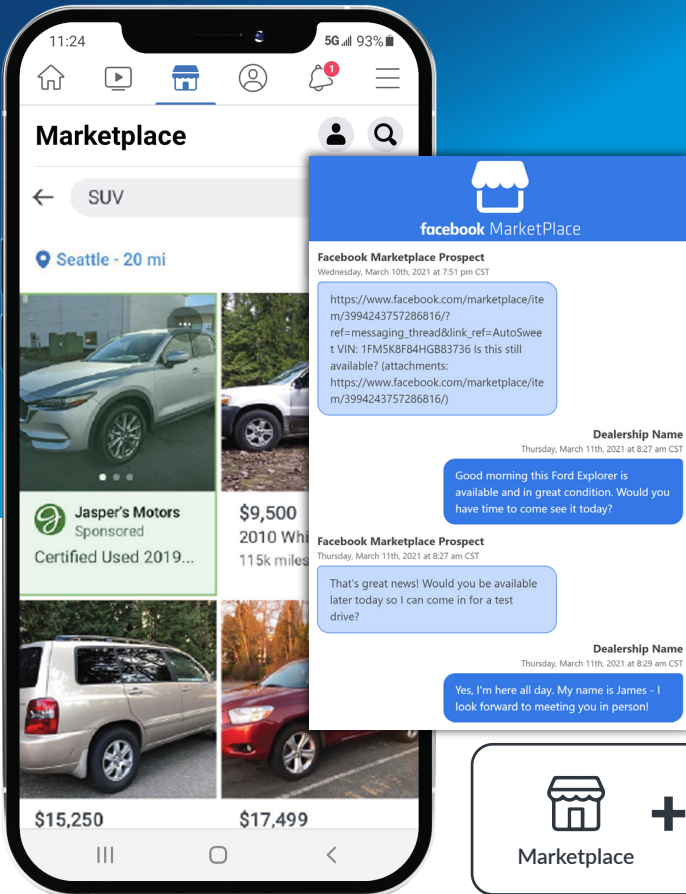 11:24
5G 93%
1
Marketplace
SUV
Seattle - 20 mi
Jasper's Motors
Sponsored
Certified Used 2019...
$9,500
2010 Whi
115k miles
$15,250
$17,499
facebook MarketPlace
Facebook Marketplace Prospect
Wednesday, March 10th, 2021 at 7:51 pm CST
https://www.facebook.com/marketplace/ite
m/3994243757286816/?
ref=messaging_thread&link_ref=AutoSwee
t VIN: 1FM5K8F84HGB83736 Is this still
available? (attachments:
https://www.facebook.com/marketplace/ite
m/3994243757286816/)
Dealership Name
Thursday, March 11th, 2021 at 8:27 am CST
Good morning this Ford Explorer is
available and in great condition. Would you
have time to come see it today?
Facebook Marketplace Prospect
Thursday, March 11th, 2021 at 8:27 am CST
That's great news! Would you be available
later today so I can come in for a test
drive?
Dealership Name
Thursday, March 11th, 2021 at 8:29 am CST
Yes, I'm here all day. My name is James - I
look forward to meeting you in person!
Marketplace
+